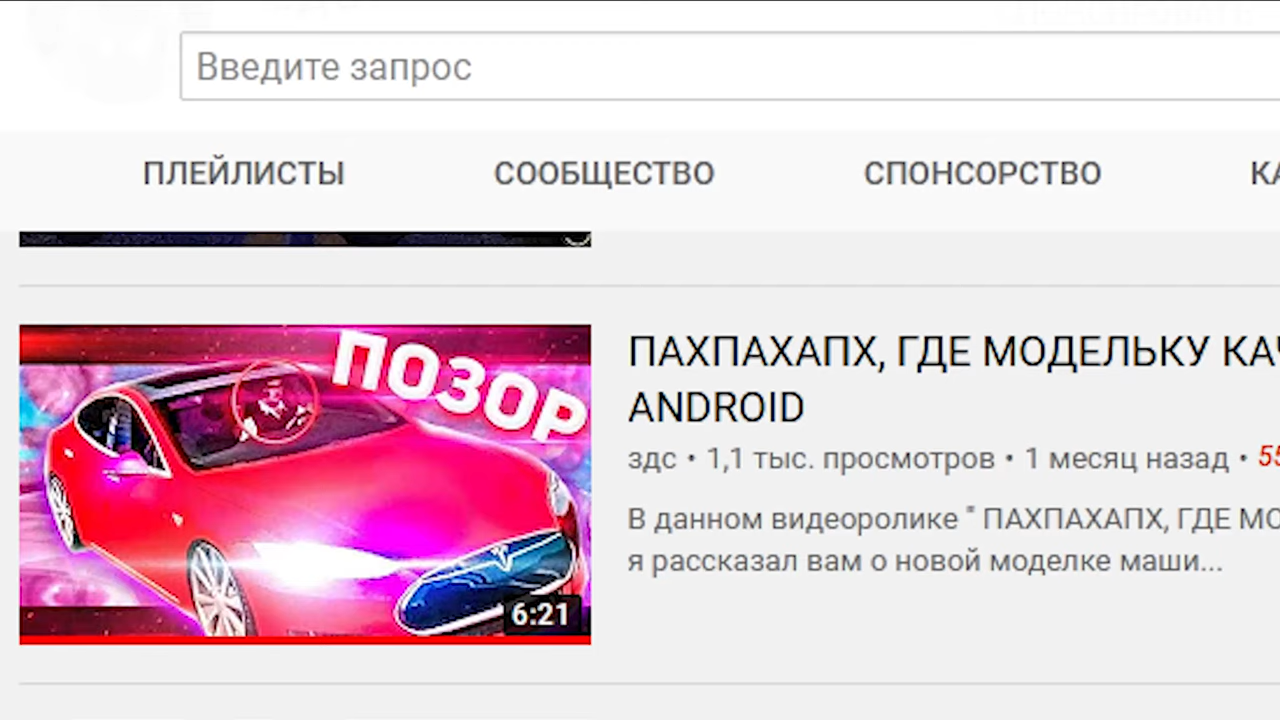 Введите запрос
ПЛЕЙЛИСТЫ СООБЩЕСТВО СПОНСОРСТВО
ПОЗОР
6:21
ПАХПАХАПХ, ГДЕ МОДЕЛЬКУ
ANDROID
здс • 1,1 тыс. просмотров • 1 месяц назад •
В данном видеоролике " ПАХПАХАПХ, ГДЕ
я рассказал вам о новой моделке маши...